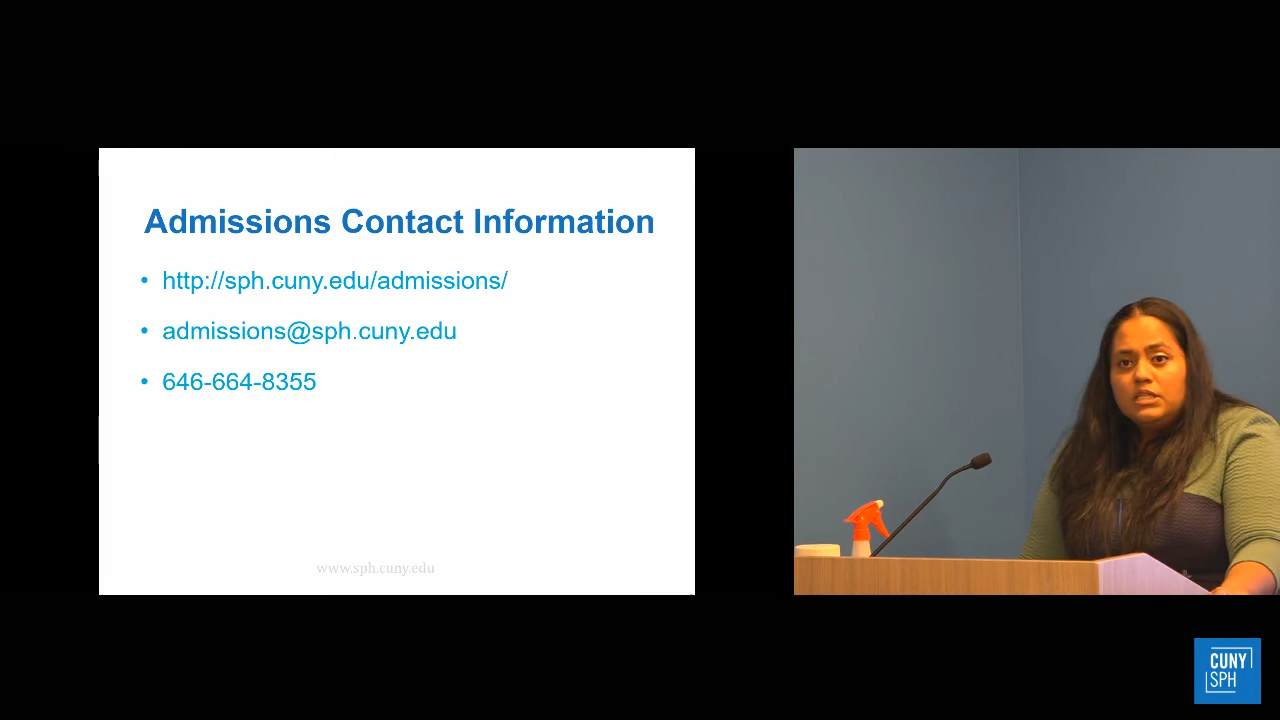 Admissions Contact Information
• http://sph.cuny.edu/admissions/
• admissions@sph.cuny.edu
• 646-664-8355
www.sph.cuny.edu
CUNY
SPH